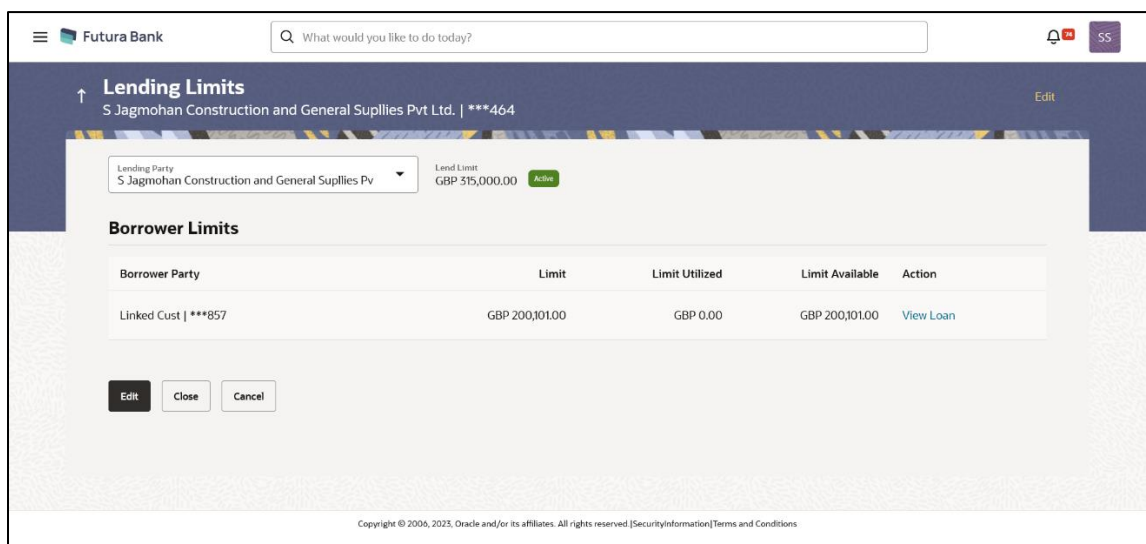 Futura Bank
What would you like to do today?
74
SS
Lending Limits
S Jagmohan Construction and General Supllies Pvt Ltd. | ***464
Edit
Lending Party
S Jagmohan Construction and General Supllies Pv
Lend Limit
GBP 315,000.00 Active
Borrower Limits
Borrower Party Limit Limit Utilized Limit Available Action
Linked Cust | ***857 GBP 200,101.00 GBP 0.00 GBP 200,101.00 View Loan
Edit Close Cancel
Copyright © 2006, 2023, Oracle and/or its affiliates. All rights reserved.|SecurityInformation|Terms and Conditions